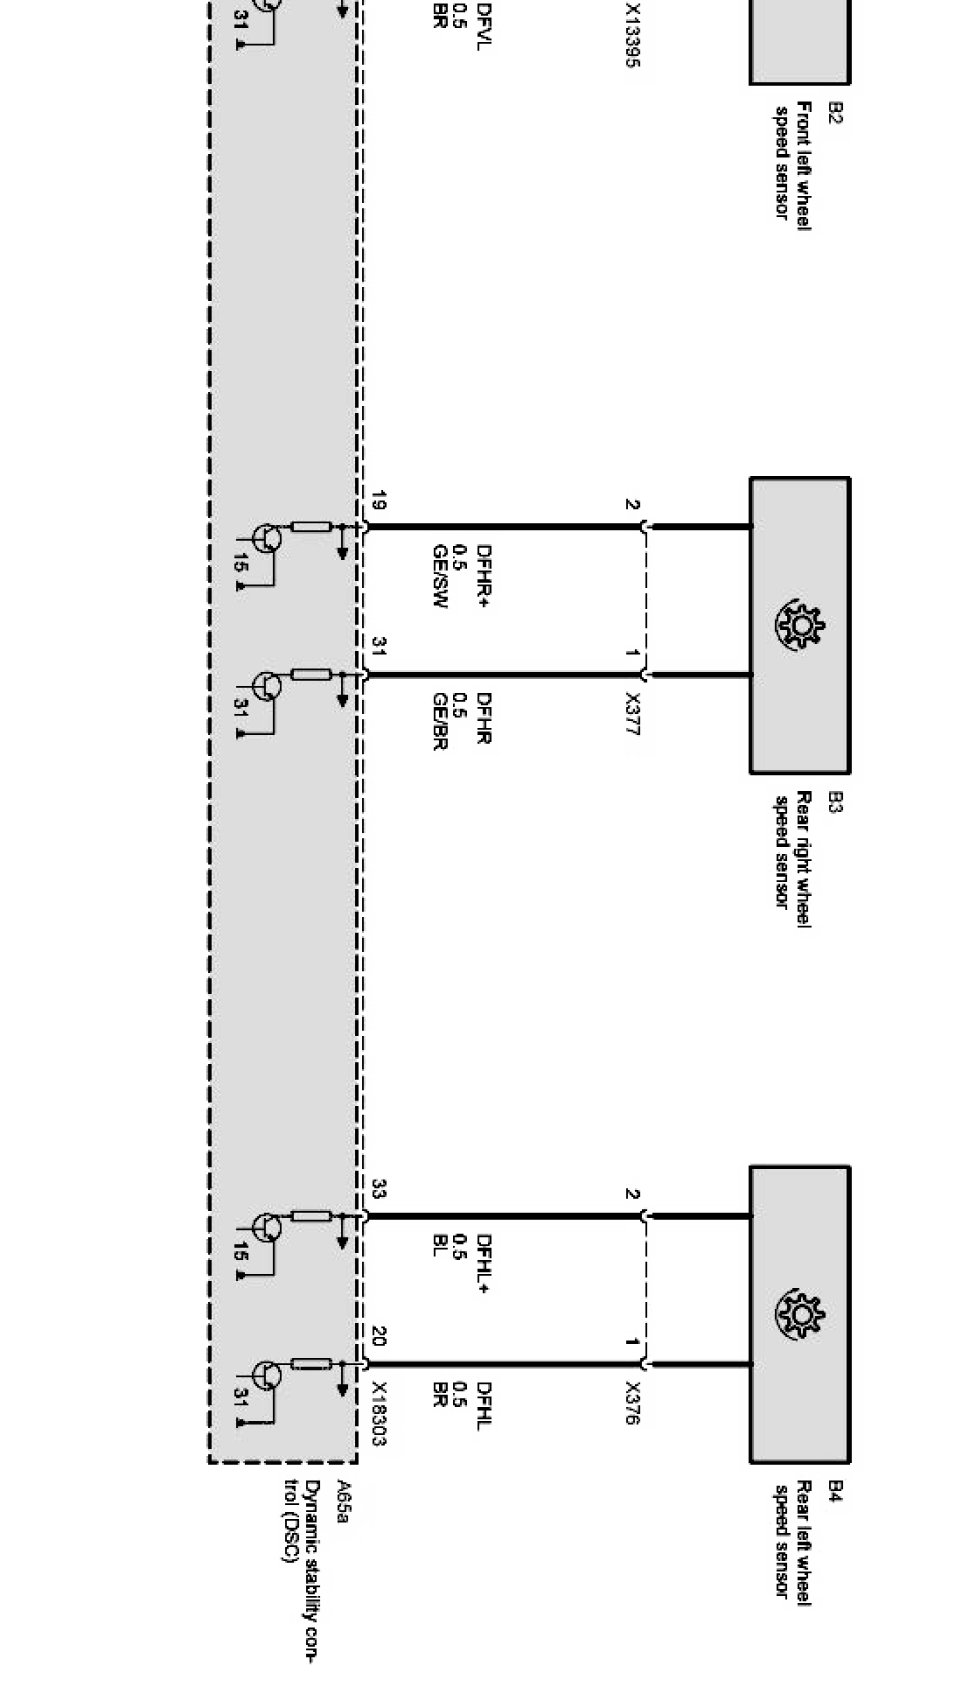 B2
Front left wheel
speed sensor
X13395
DFVL
0.5
BR
31
B3
Rear right wheel
speed sensor
2
1
X377
DFHR+
0.5
GE/SW
DFHR
0.5
GE/BR
19
31
15
31
B4
Rear left wheel
speed sensor
2
1
X376
DFHL+
0.5
BL
DFHL
0.5
BR
33
20
X18303
15
31
A65a
Dynamic stability con-
trol (DSC)